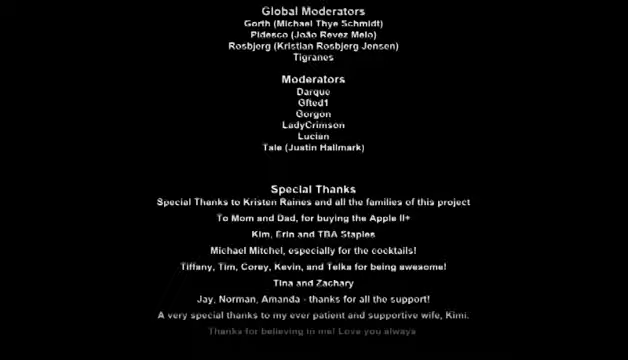 Global Moderators
Gorth (Michael Thye Schmidt)
Pidesco (João Revez Melo)
Rosbjerg (Kristian Rosbjerg Jensen)
Tigranes
Moderators
Darque
Gfted1
Gorgon
LadyCrimson
Lucian
Tale (Justin Hallmark)
Special Thanks
Special Thanks to Kristen Raines and all the families of this project
To Mom and Dad, for buying the Apple II+
Kim, Erin and TBA Staples
Michael Mitchel, especially for the cocktails!
Tiffany, Tim, Corey, Kevin, and Telka for being awesome!
Tina and Zachary
Jay, Norman, Amanda - thanks for all the support!
A very special thanks to my ever patient and supportive wife, Kimi.
Thanks for believing in me! Love you always